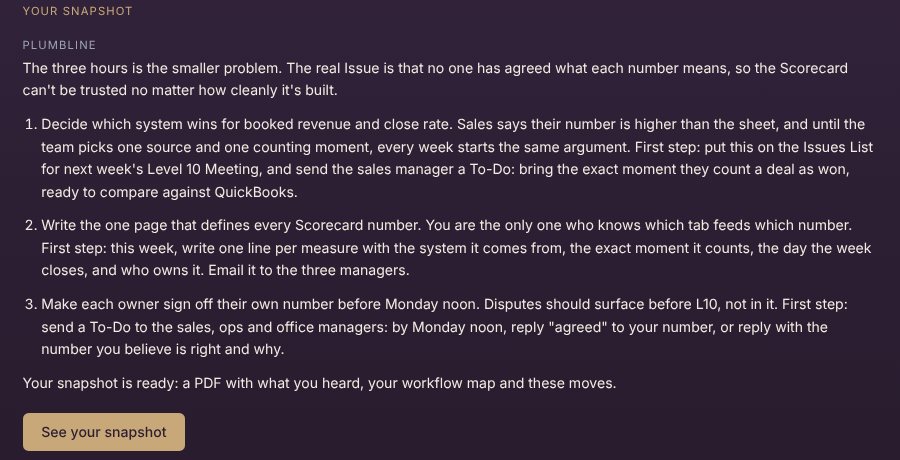 YOUR SNAPSHOT
PLUMBLINE
The three hours is the smaller problem. The real Issue is that no one has agreed what each number means, so the Scorecard
can't be trusted no matter how cleanly it's built.
1. Decide which system wins for booked revenue and close rate. Sales says their number is higher than the sheet, and until the
team picks one source and one counting moment, every week starts the same argument. First step: put this on the Issues List
for next week's Level 10 Meeting, and send the sales manager a To-Do: bring the exact moment they count a deal as won,
ready to compare against QuickBooks.
2. Write the one page that defines every Scorecard number. You are the only one who knows which tab feeds which number.
First step: this week, write one line per measure with the system it comes from, the exact moment it counts, the day the week
closes, and who owns it. Email it to the three managers.
3. Make each owner sign off their own number before Monday noon. Disputes should surface before L10, not in it. First step:
send a To-Do to the sales, ops and office managers: by Monday noon, reply "agreed" to your number, or reply with the
number you believe is right and why.
Your snapshot is ready: a PDF with what you heard, your workflow map and these moves.
See your snapshot